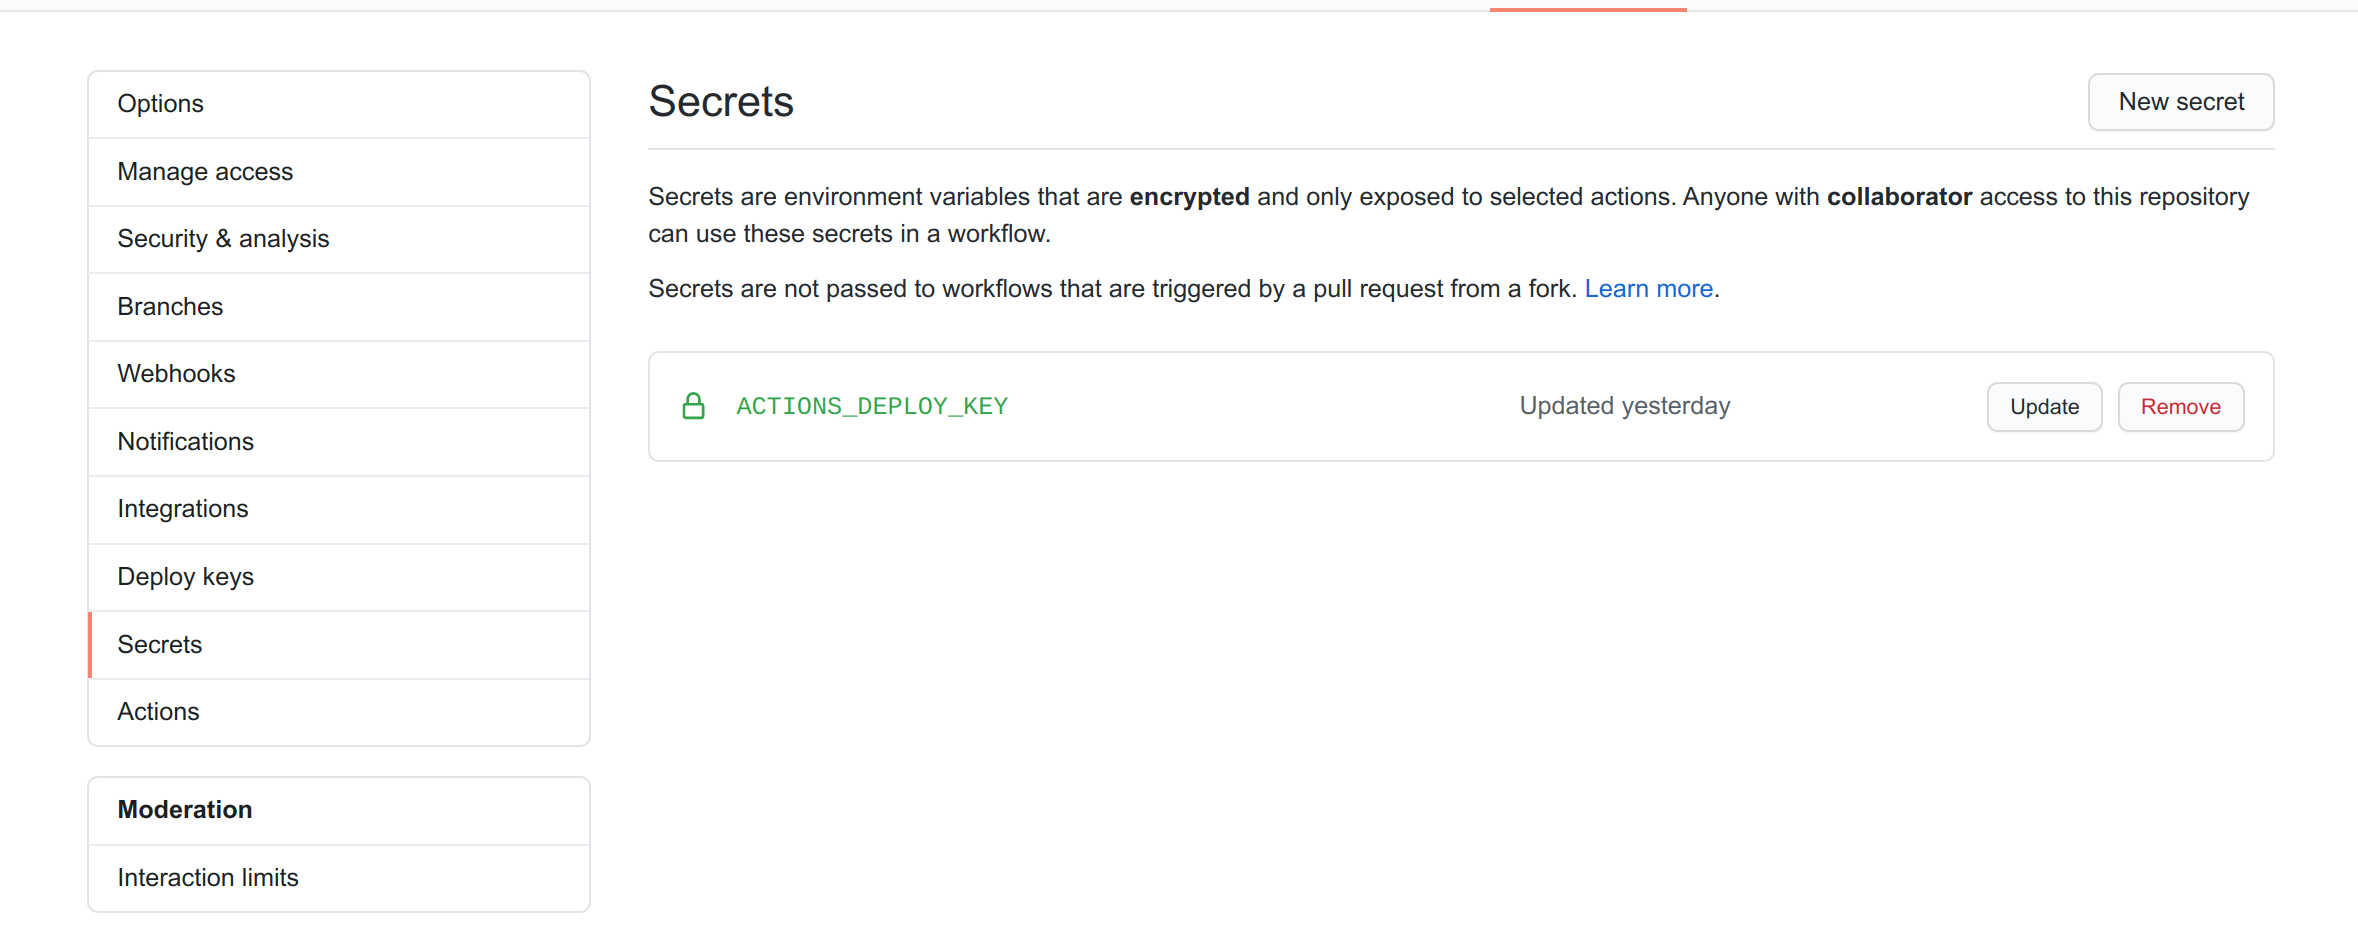 Options
Manage access
Security & analysis
Branches
Webhooks
Notifications
Integrations
Deploy keys
Secrets
Actions
Moderation
Interaction limits
Secrets
New secret
Secrets are environment variables that are encrypted and only exposed to selected actions. Anyone with collaborator access to this repository
can use these secrets in a workflow.
Secrets are not passed to workflows that are triggered by a pull request from a fork. Learn more.
ACTIONS_DEPLOY_KEY Updated yesterday Update Remove